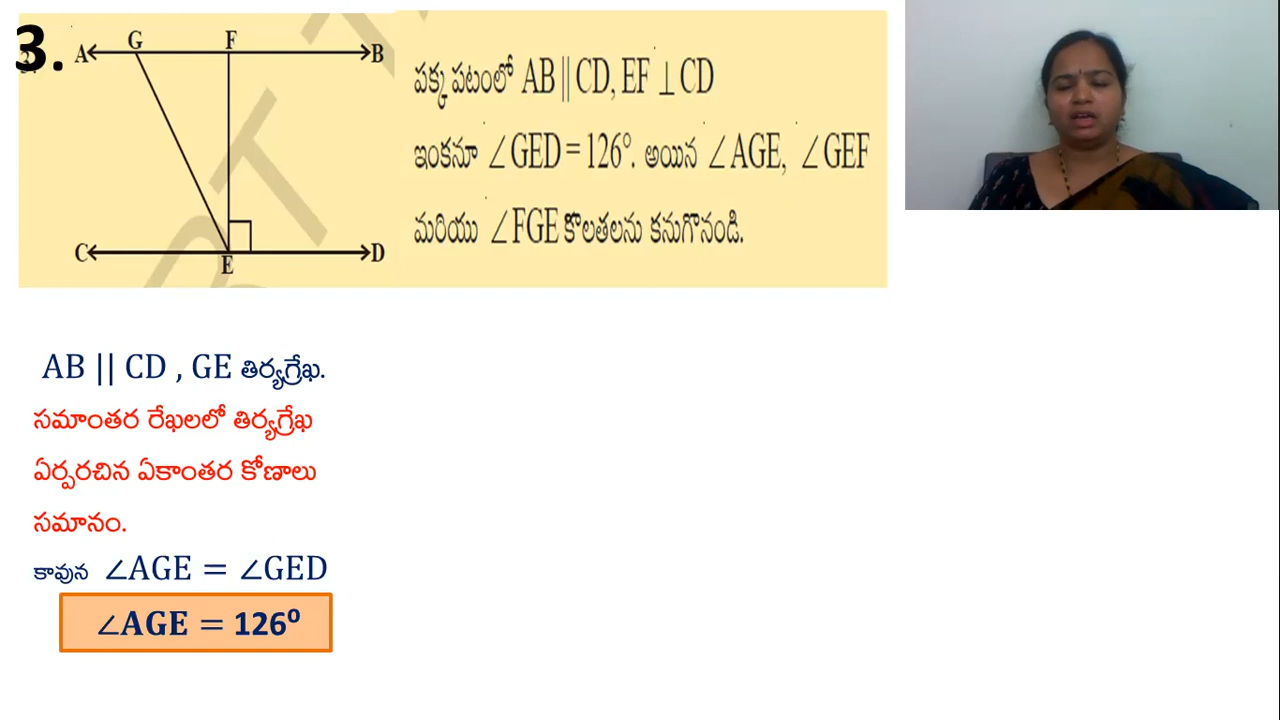 3.
A G F B
C E D
పక్క పటంలో AB || CD, EF ⊥ CD
ఇంకనూ ∠GED = 126°. అయిన ∠AGE, ∠GEF
మరియు ∠FGE కొలతలను కనుగొనండి.
AB || CD , GE తిర్యగ్రేఖ.
సమాంతర రేఖలలో తిర్యగ్రేఖ
ఏర్పరచిన ఏకాంతర కోణాలు
సమానం.
కావున ∠AGE = ∠GED
∠AGE = 126⁰